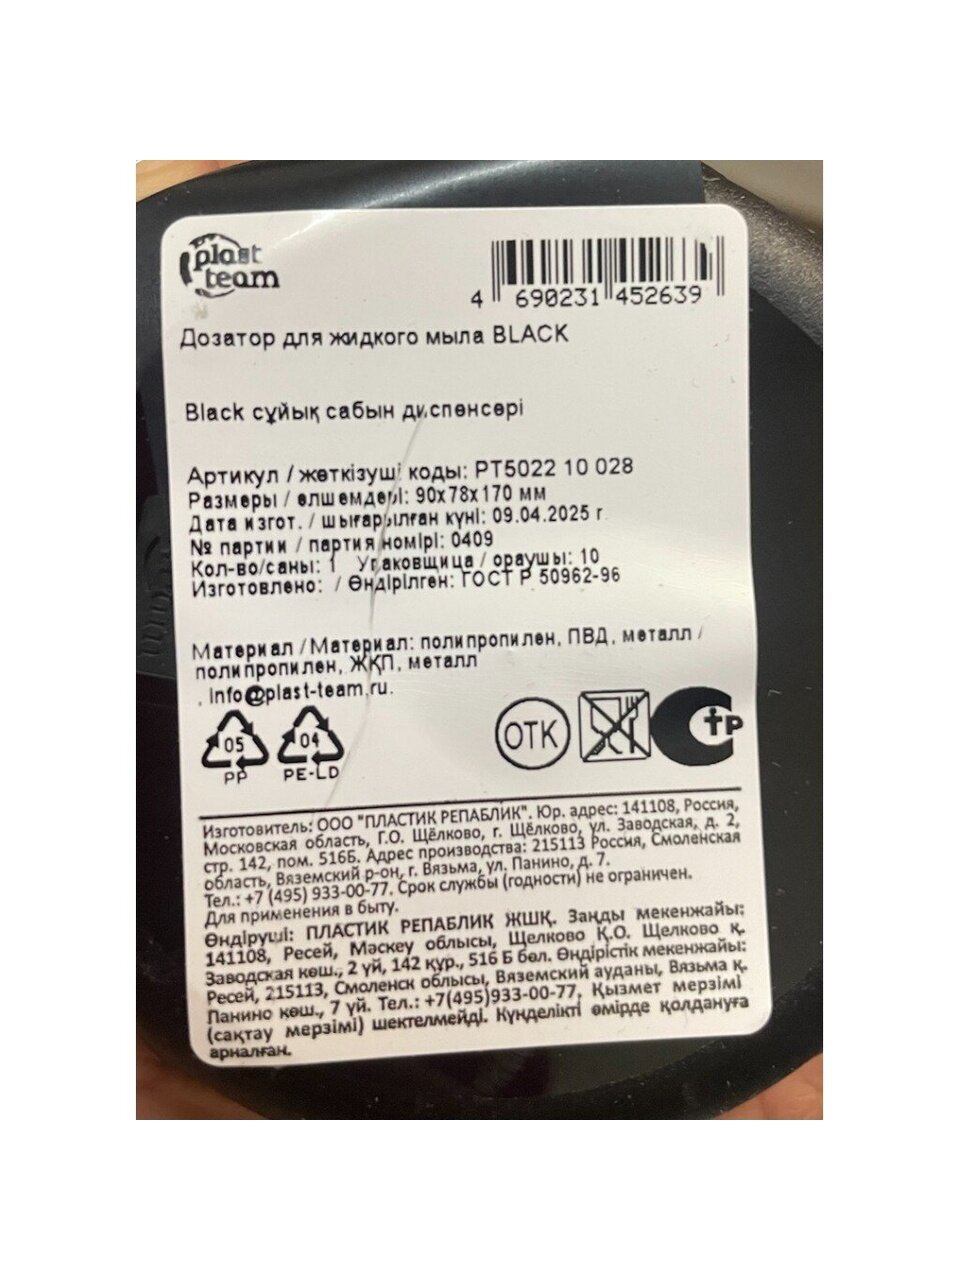 plast
team
4 690231 452639
Дозатор для жидкого мыла BLACK
Black сұйық сабын диспенсері
Артикул / жеткізуші коды: PT5022 10 028
Размеры / өлшемдері: 90x78x170 мм
Дата изгот. / шығарылған күні: 09.04.2025 г.
№ партии / партия номірі: 0409
Кол-во/саны: 1 Упаковщица / ораушы: 10
Изготовлено: / Өндірілген: ГОСТ Р 50962-96
Материал / Материал: полипропилен, ПВД, металл /
полипропилен, ЖҚП, металл
, info@plast-team.ru.
05
PP
04
PE-LD
ОТК
Изготовитель: ООО "ПЛАСТИК РЕПАБЛИК". Юр. адрес: 141108, Россия,
Московская область, Г.О. Щёлково, г. Щёлково, ул. Заводская, д. 2,
стр. 142, пом. 516Б. Адрес производства: 215113 Россия, Смоленская
область, Вяземский р-он, г. Вязьма, ул. Панино, д. 7.
Тел.: +7 (495) 933-00-77. Срок службы (годности) не ограничен.
Для применения в быту.
Өндіруші: ПЛАСТИК РЕПАБЛИК ЖШҚ. Заңды мекенжайы:
141108, Ресей, Мәскеу облысы, Щелково Қ.О. Щелково қ.
Заводская көш., 2 үй, 142 құр., 516 Б бөл. Өндірістік мекенжайы:
Ресей, 215113, Смоленск облысы, Вяземский ауданы, Вязьма қ.
Панино көш., 7 үй. Тел.: +7(495)933-00-77. Қызмет мерзімі
(сақтау мерзімі) шектелмейді. Күнделікті өмірде қолдануға
арналған.